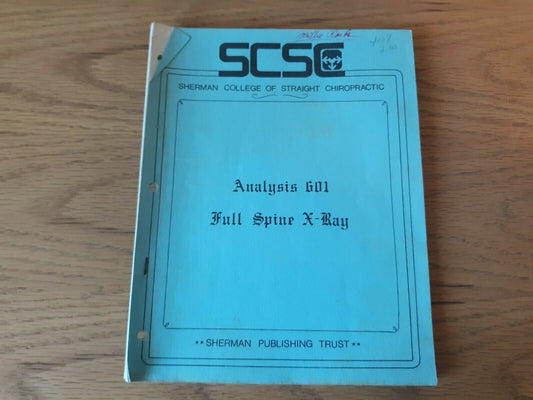 SCSC
SHERMAN COLLEGE OF STRAIGHT CHIROPRACTIC
Analysis 601
Full Spine X-Ray
**SHERMAN PUBLISHING TRUST**